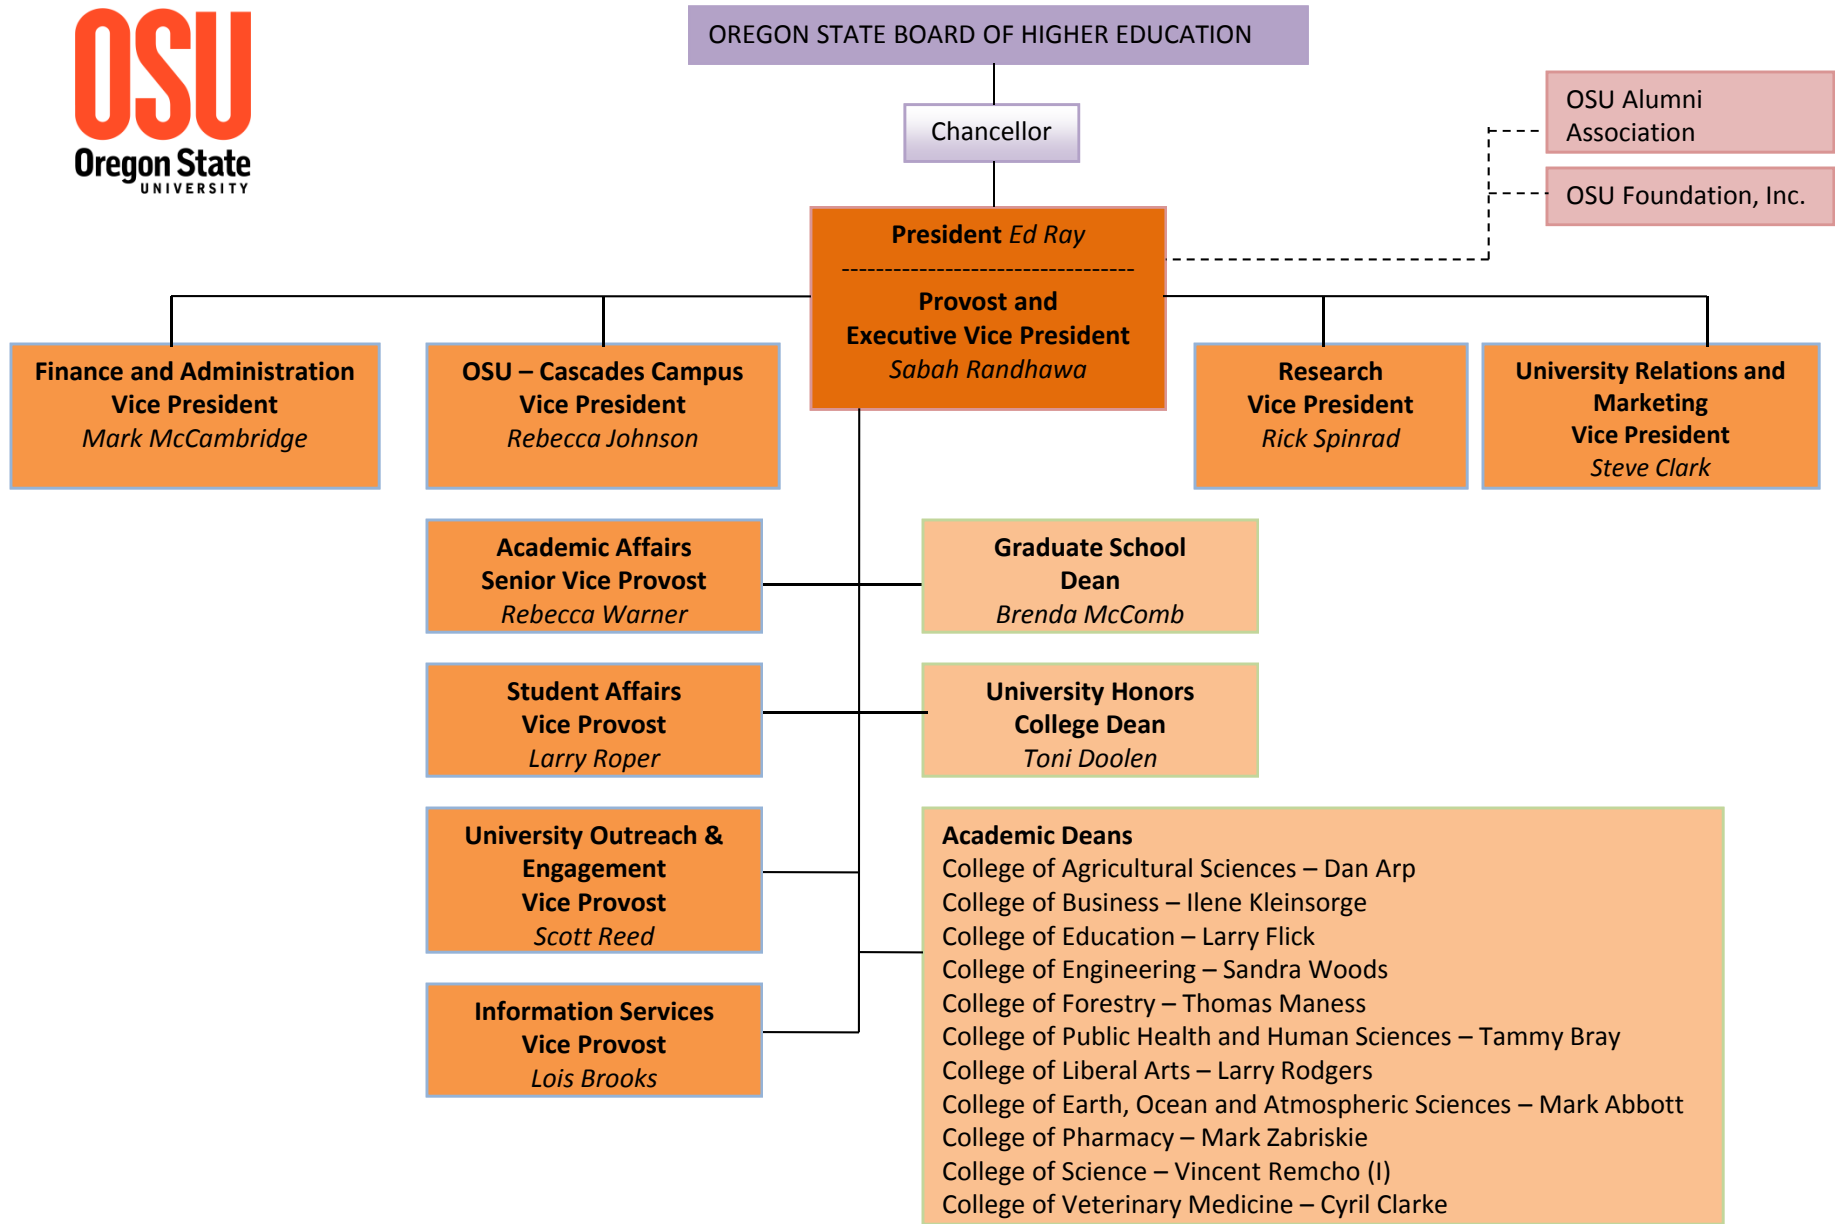 OSU
Oregon State
UNIVERSITY
OREGON STATE BOARD OF HIGHER EDUCATION
Chancellor
OSU Alumni
Association
OSU Foundation, Inc.
President Ed Ray
-----------------------------------
Provost and
Executive Vice President
Sabah Randhawa
Finance and Administration
Vice President
Mark McCambridge
OSU – Cascades Campus
Vice President
Rebecca Johnson
Research
Vice President
Rick Spinrad
University Relations and
Marketing
Vice President
Steve Clark
Academic Affairs
Senior Vice Provost
Rebecca Warner
Graduate School
Dean
Brenda McComb
Student Affairs
Vice Provost
Larry Roper
University Honors
College Dean
Toni Doolen
University Outreach &
Engagement
Vice Provost
Scott Reed
Information Services
Vice Provost
Lois Brooks
Academic Deans
College of Agricultural Sciences – Dan Arp
College of Business – Ilene Kleinsorge
College of Education – Larry Flick
College of Engineering – Sandra Woods
College of Forestry – Thomas Maness
College of Public Health and Human Sciences – Tammy Bray
College of Liberal Arts – Larry Rodgers
College of Earth, Ocean and Atmospheric Sciences – Mark Abbott
College of Pharmacy – Mark Zabriskie
College of Science – Vincent Remcho (I)
College of Veterinary Medicine – Cyril Clarke